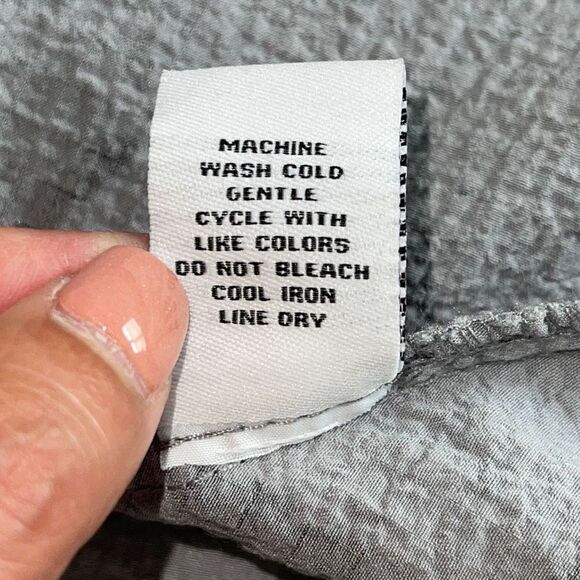 MACHINE
WASH COLD
GENTLE
CYCLE WITH
LIKE COLORS
DO NOT BLEACH
COOL IRON
LINE DRY